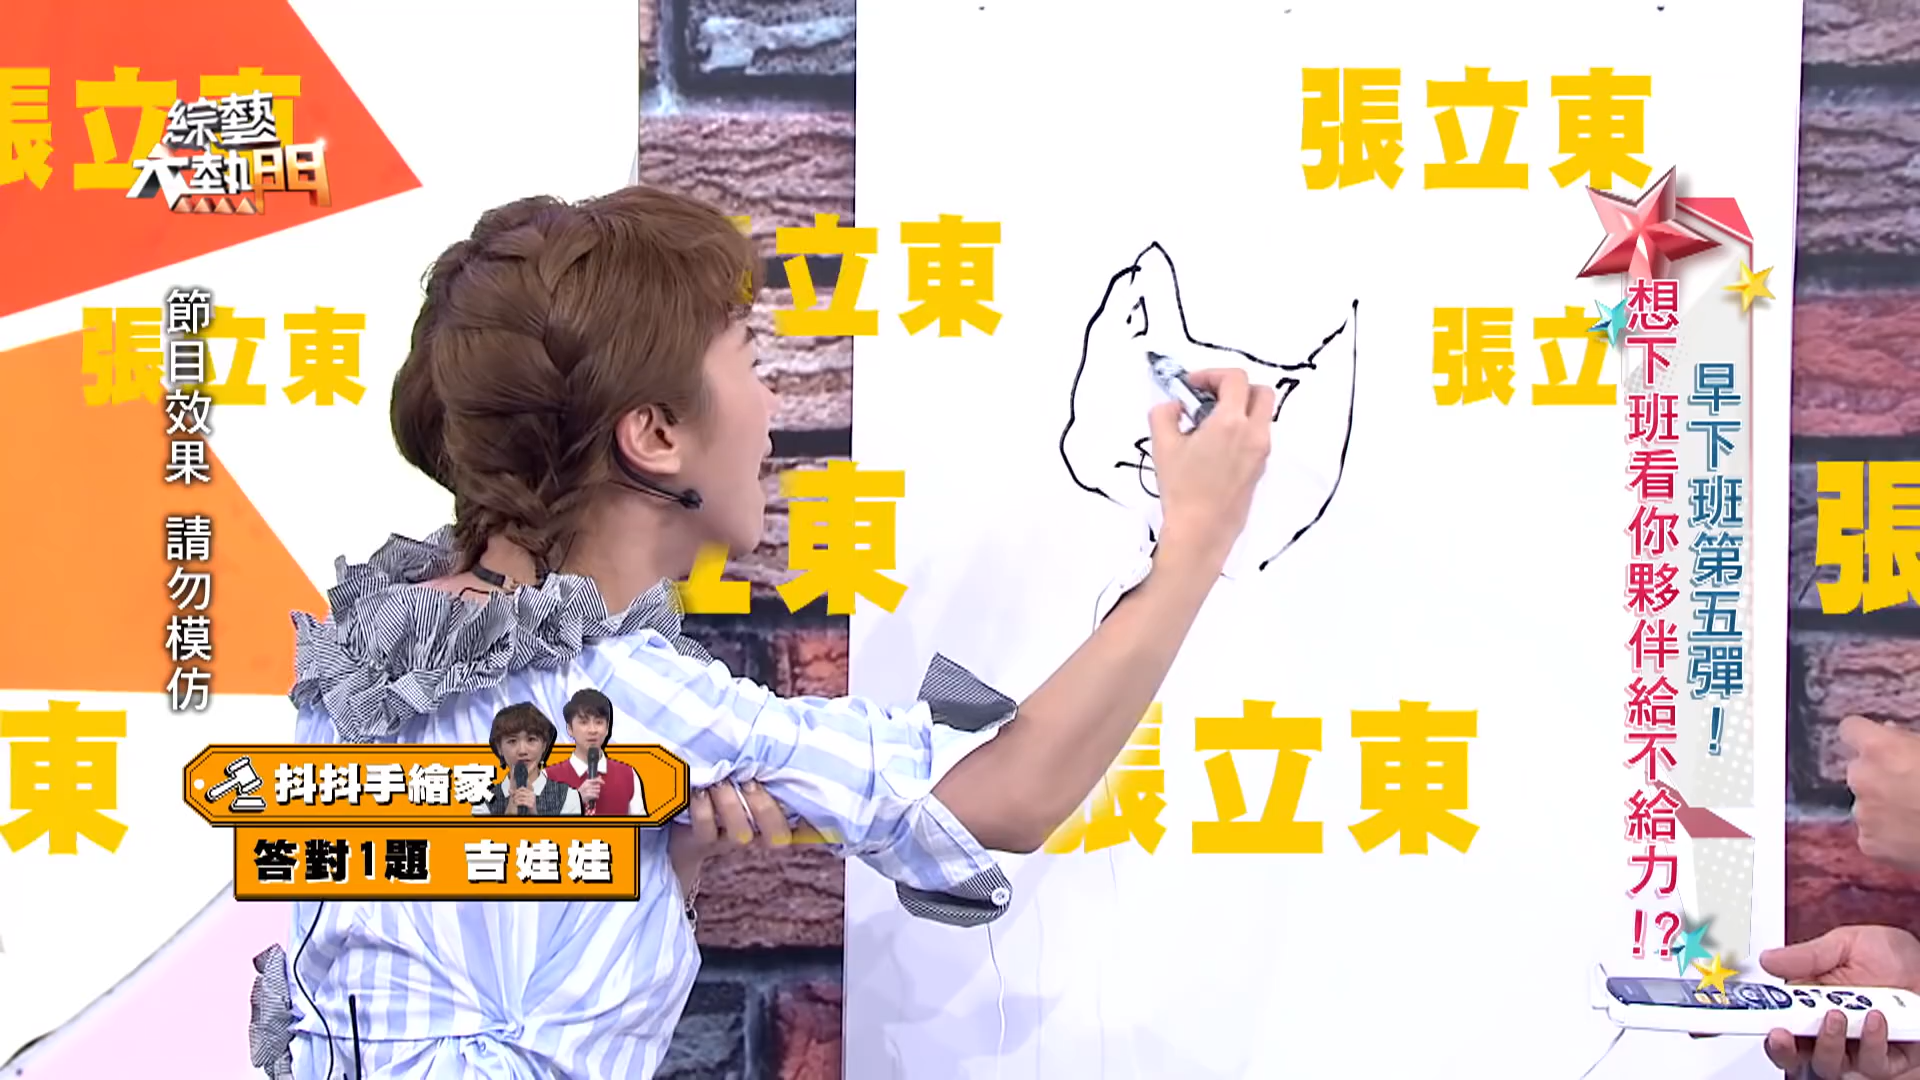 綜藝
大熱門
節目效果 請勿模仿
張立東
張立東
張立東
張立東
張立
立東
立東
張立東
東
張
早下班第五彈！
想下班看你夥伴給不給力！？
抖抖手繪家
答對1題 吉娃娃